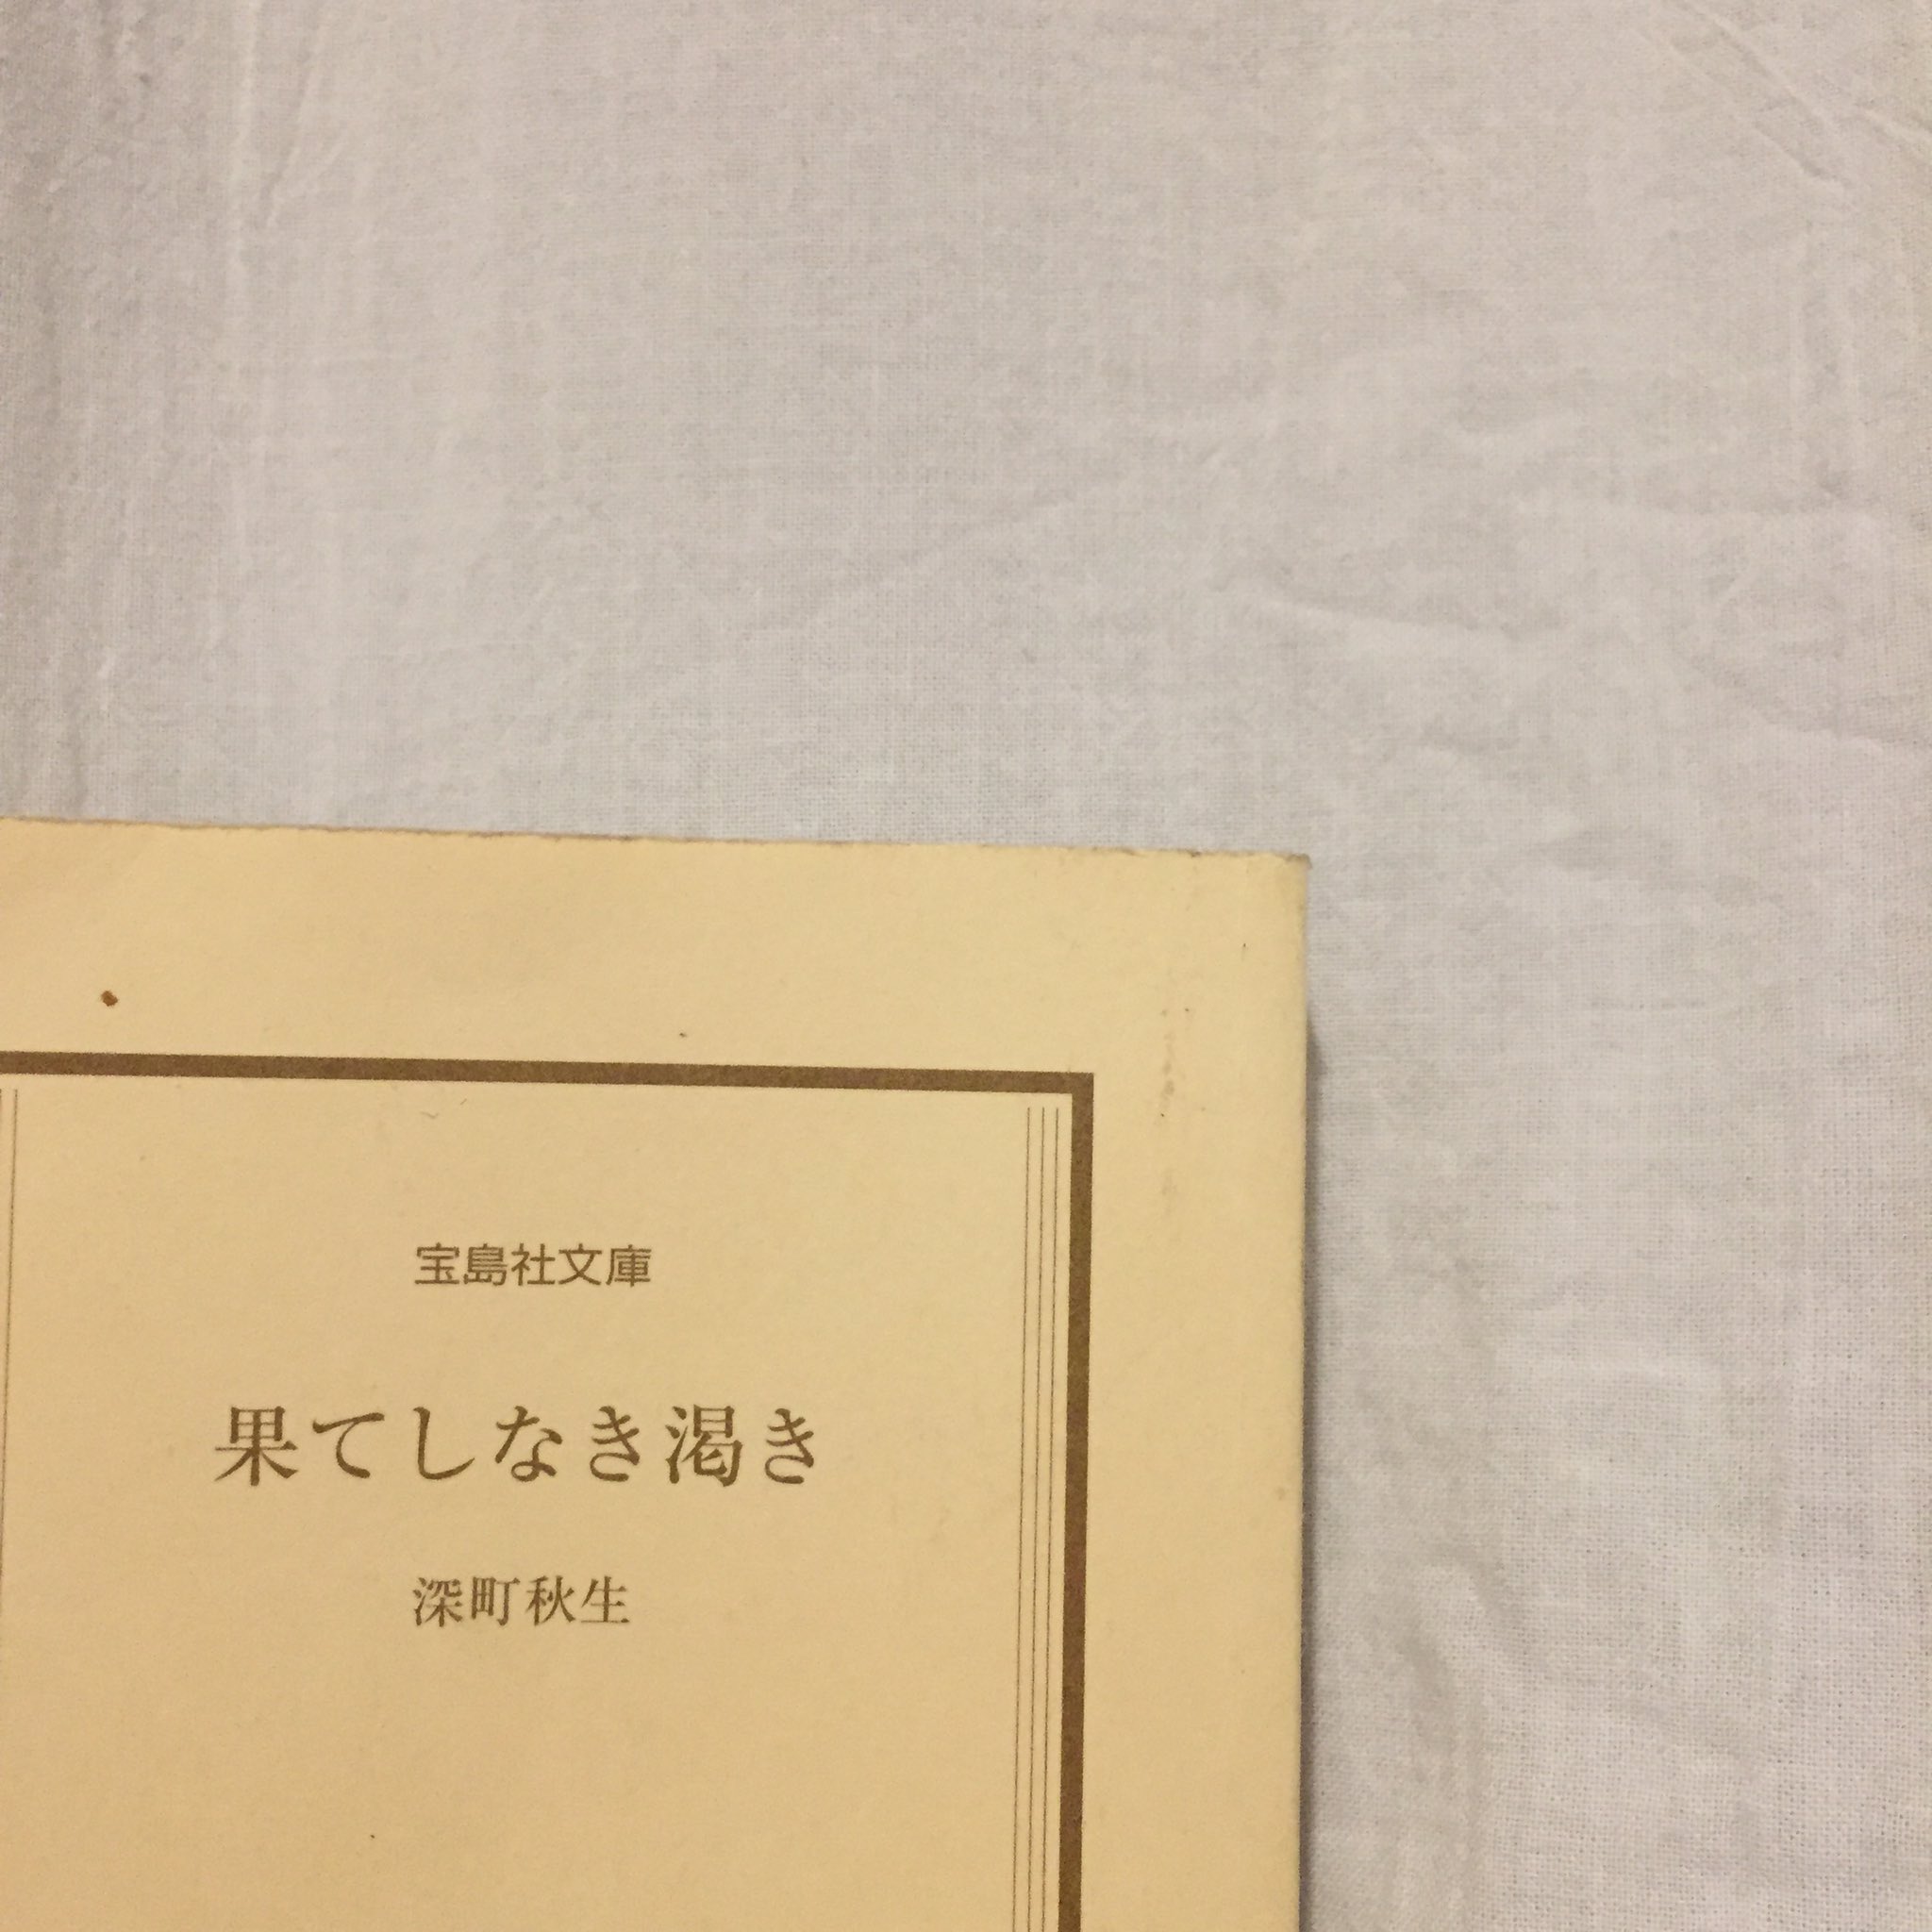 宝島社文庫
果てしなき渇き
深町秋生